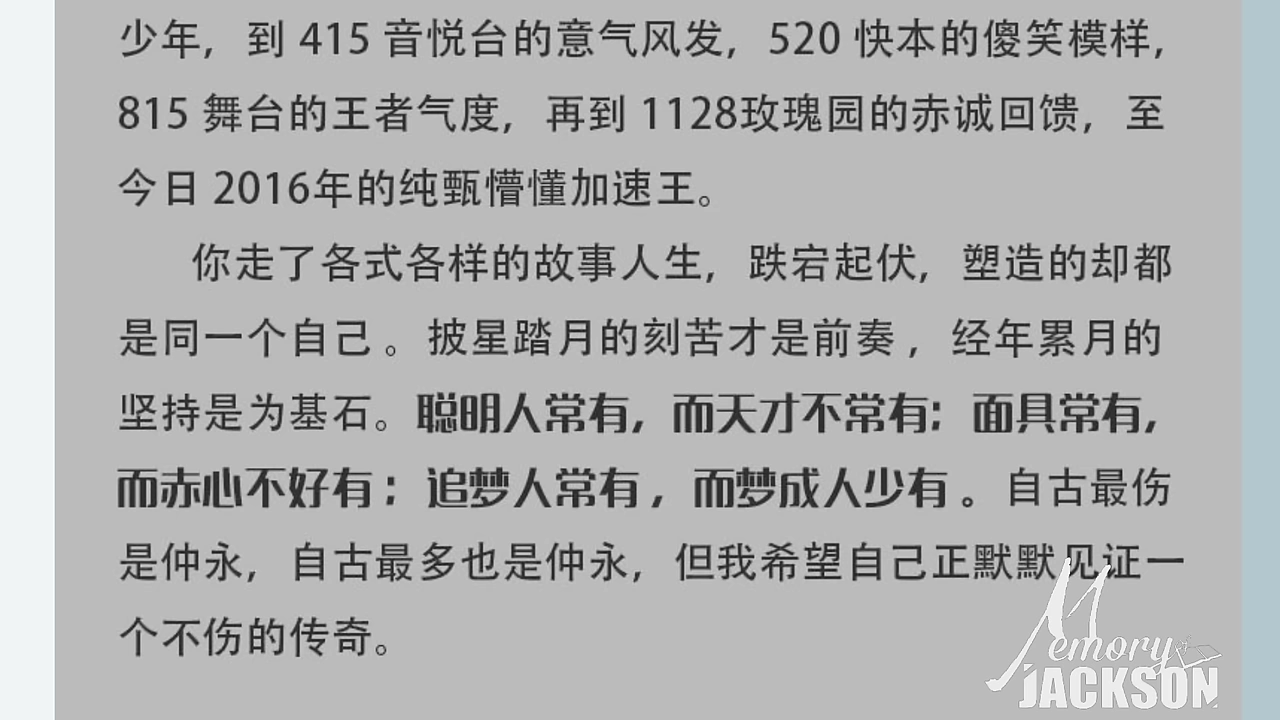 少年，到 415 音悦台的意气风发，520 快本的傻笑模样，
815 舞台的王者气度，再到 1128玫瑰园的赤诚回馈，至
今日 2016年的纯甄懵懂加速王。
你走了各式各样的故事人生，跌宕起伏，塑造的却都
是同一个自己。披星踏月的刻苦才是前奏，经年累月的
坚持是为基石。聪明人常有，而天才不常有；面具常有，
而赤心不好有；追梦人常有，而梦成人少有。自古最伤
是仲永，自古最多也是仲永，但我希望自己正默默见证一
个不伤的传奇。
Memory of
JACKSON